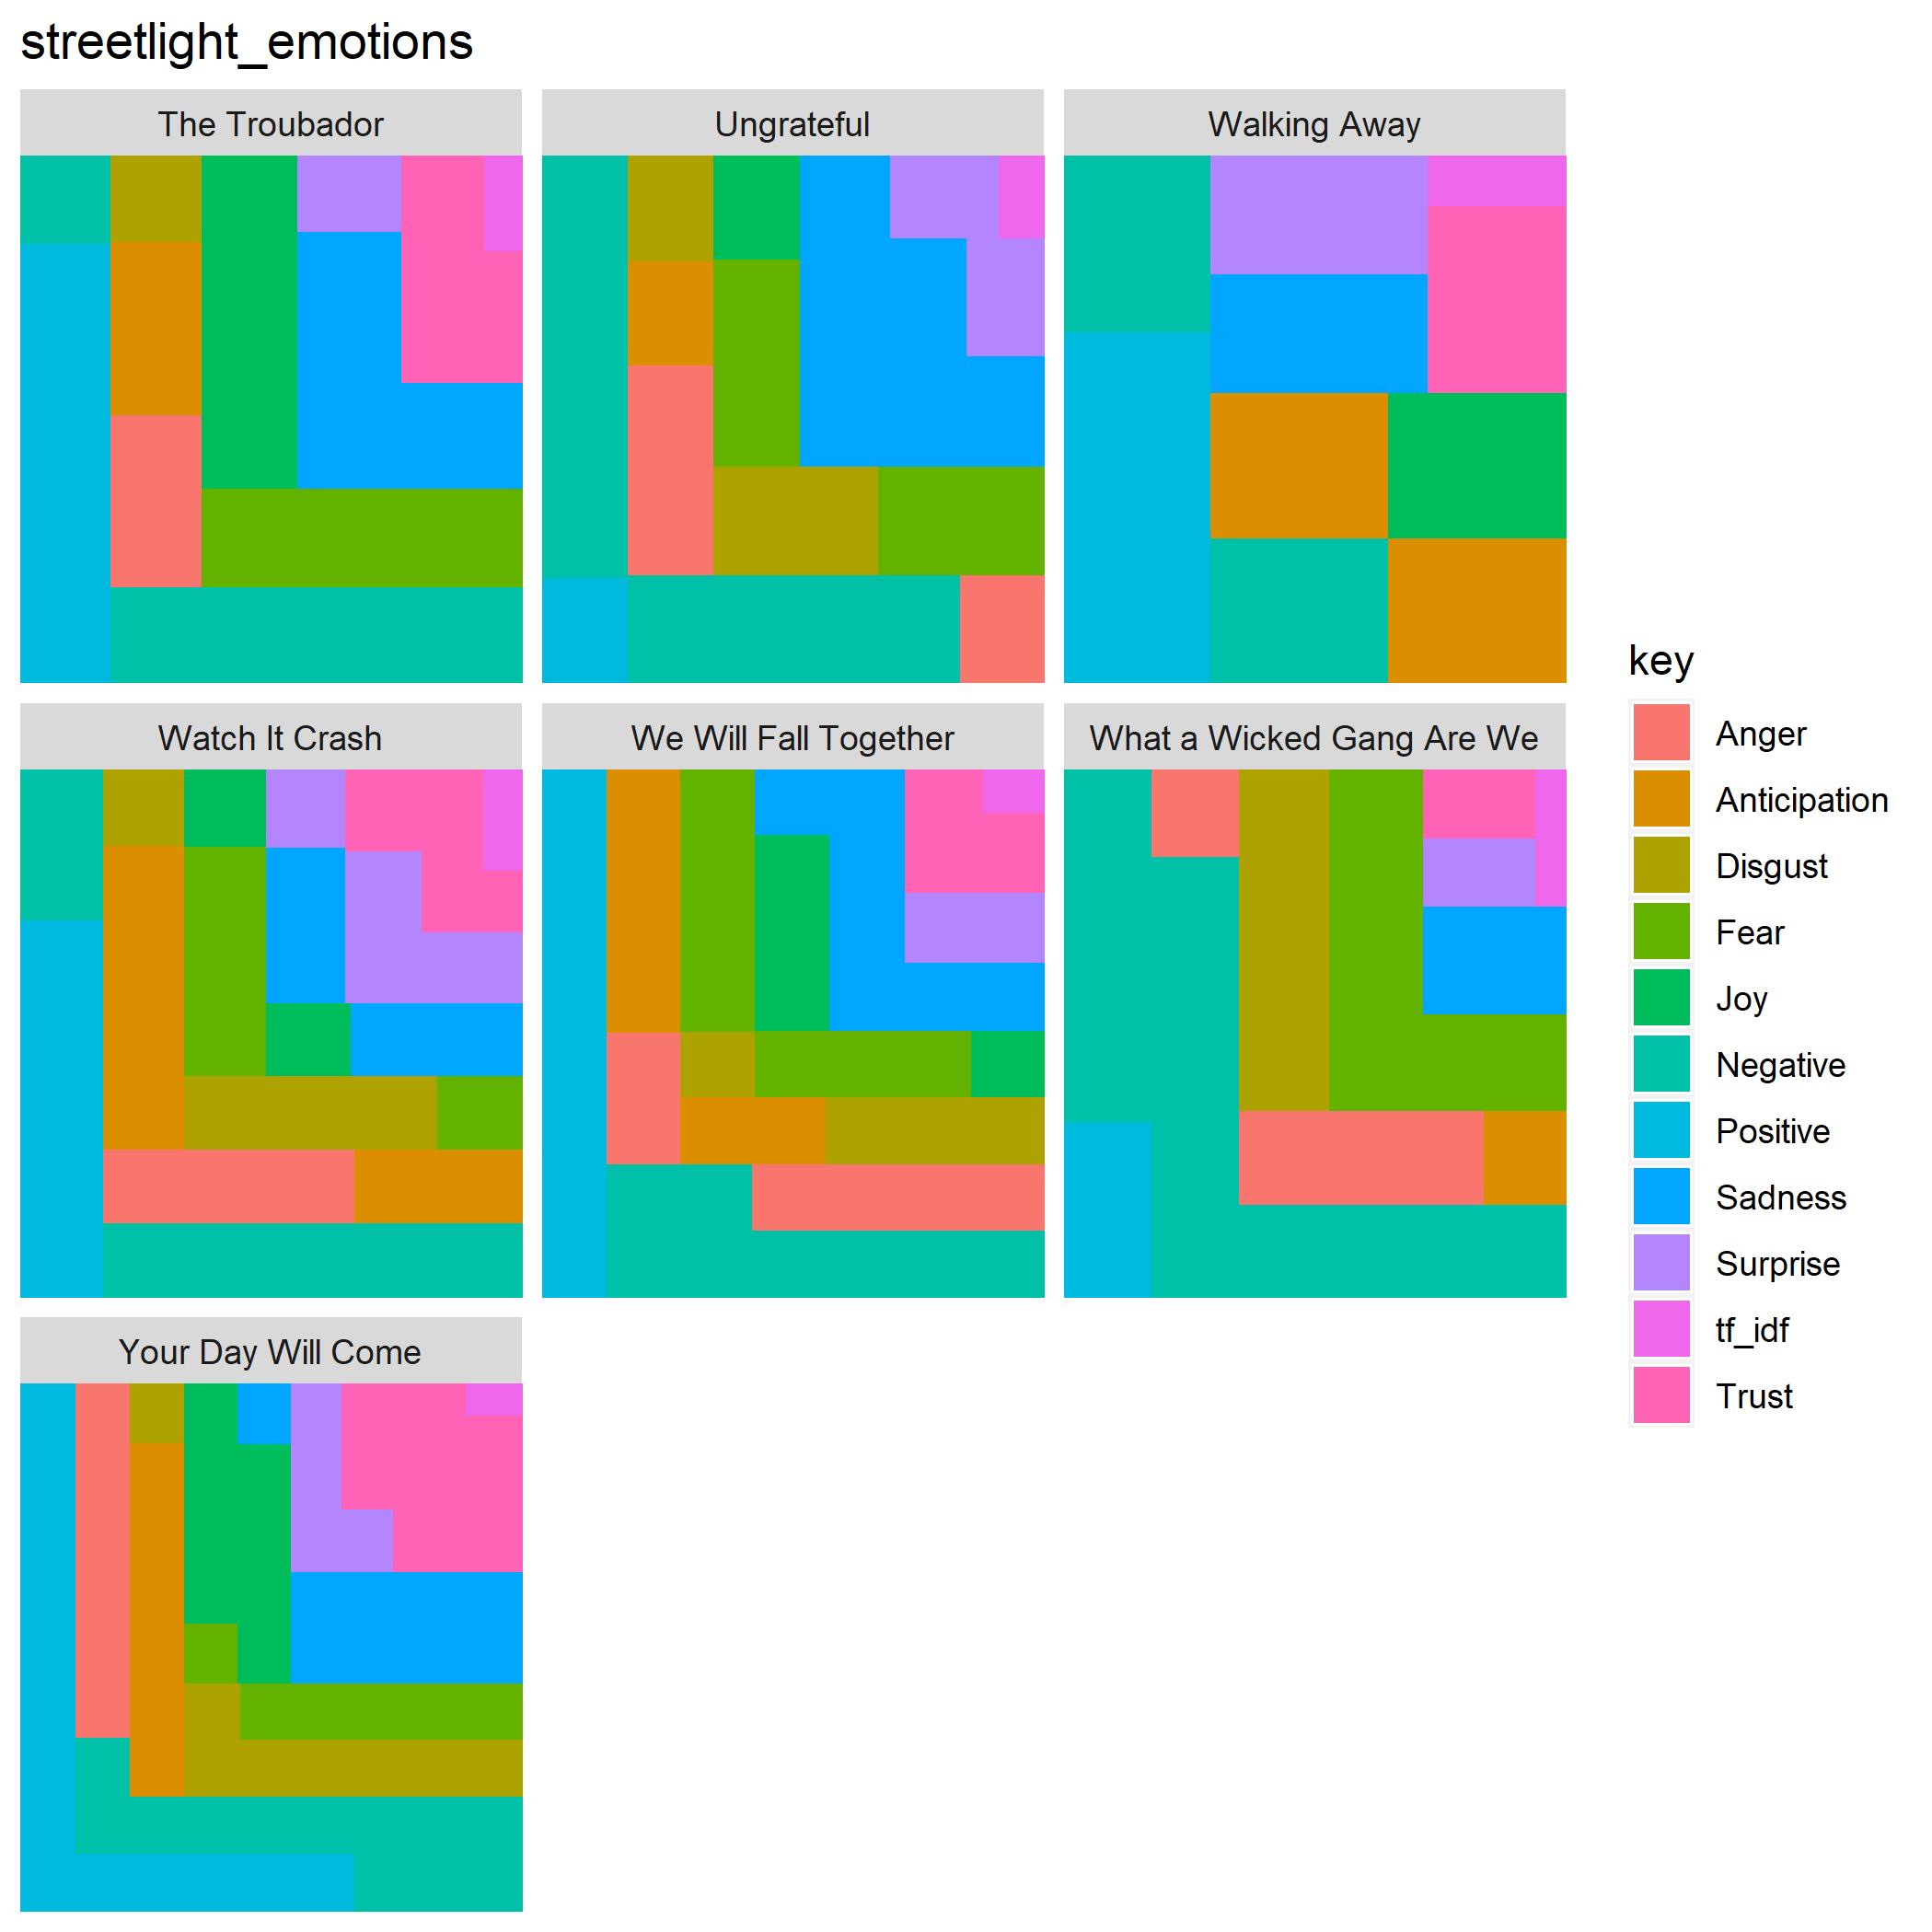 streetlight_emotions
The Troubador
Ungrateful
Walking Away
Watch It Crash
We Will Fall Together
What a Wicked Gang Are We
Your Day Will Come
key
Anger
Anticipation
Disgust
Fear
Joy
Negative
Positive
Sadness
Surprise
tf_idf
Trust